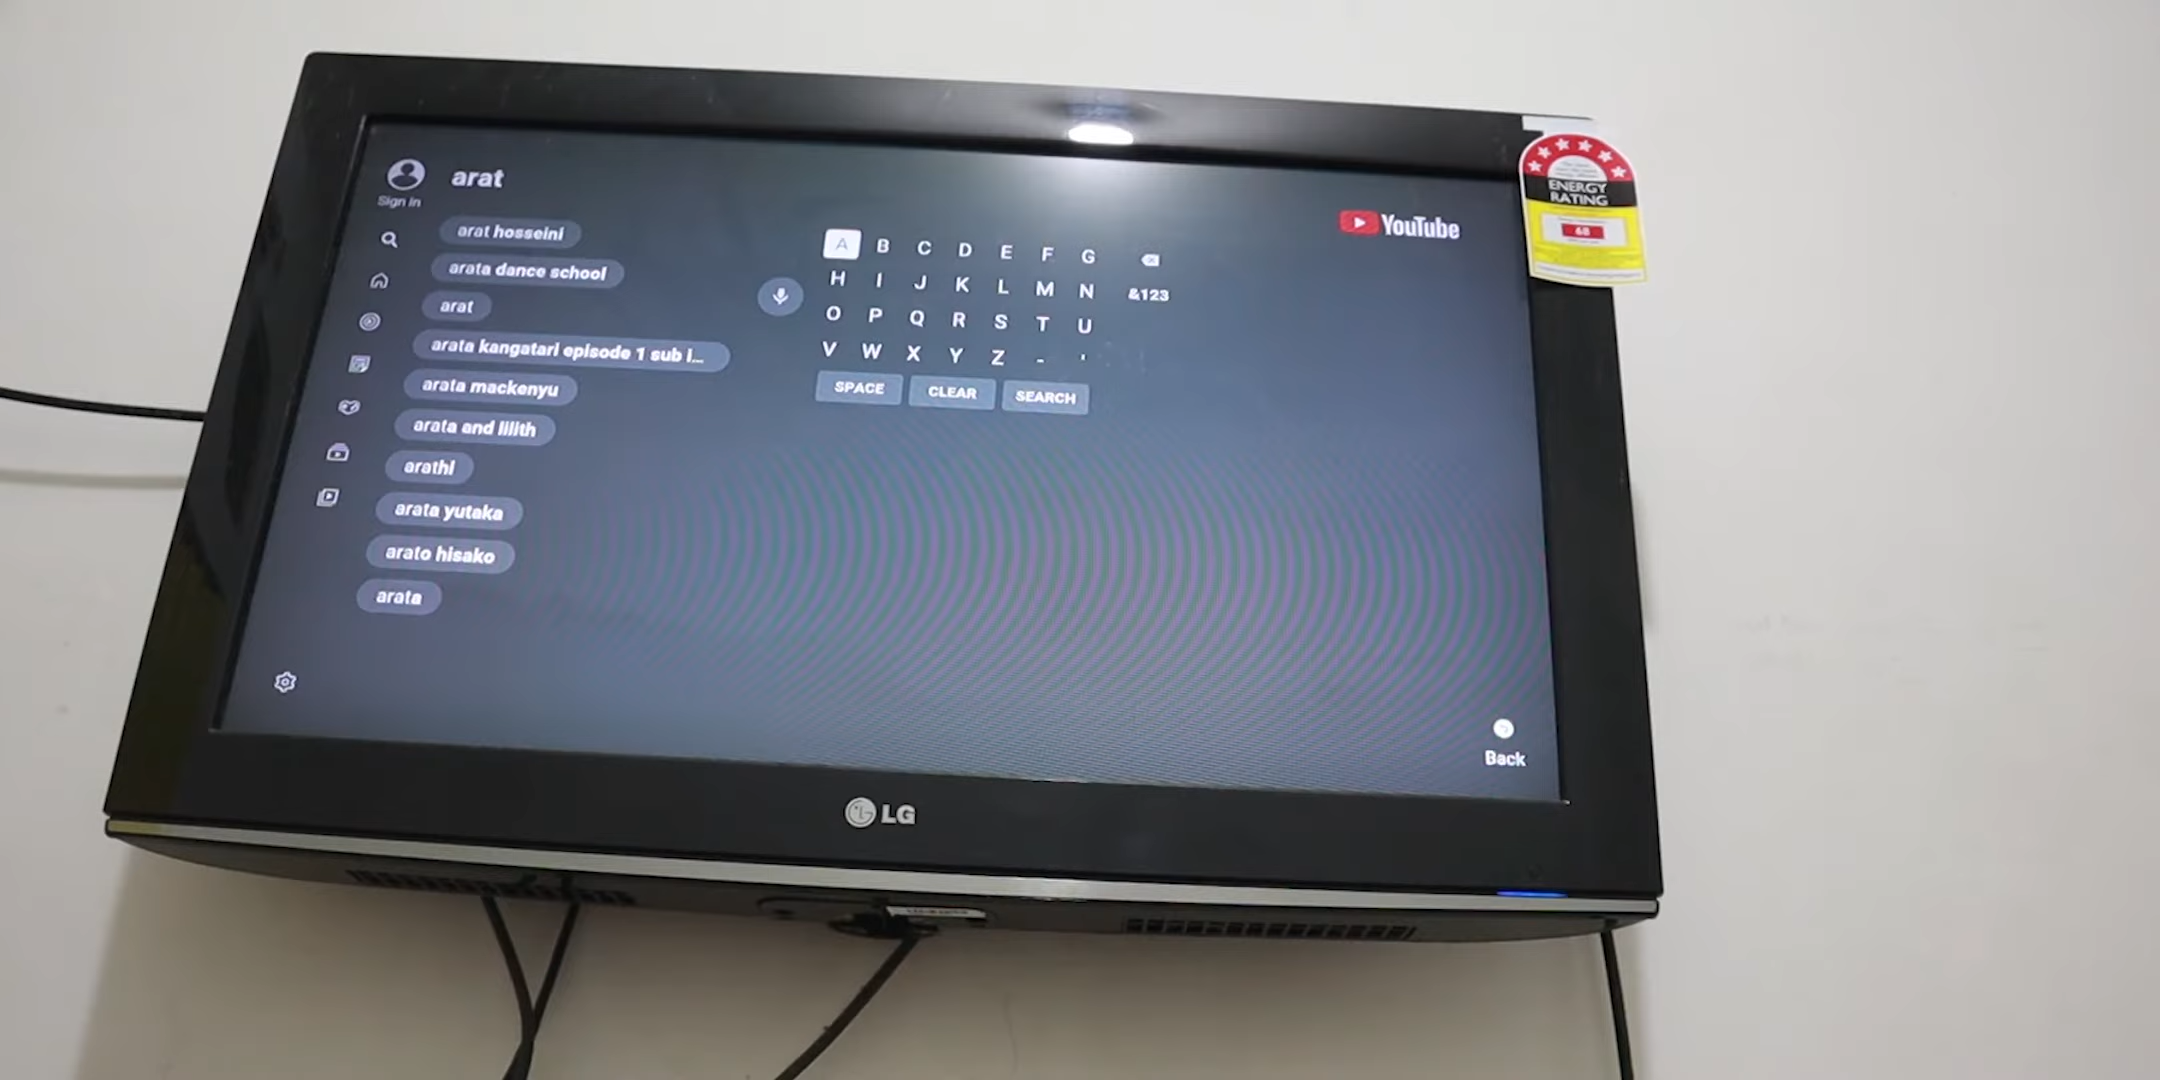 arat
Sign in
arat hosseini
arata dance school
arat
arata kangatari episode 1 sub i...
arata mackenyu
arata and lilith
arathi
arata yutaka
arato hisako
arata
A B C D E F G
H I J K L M N &123
O P Q R S T U
V W X Y Z - '
SPACE CLEAR SEARCH
YouTube
ENERGY
RATING
68
Back
LG